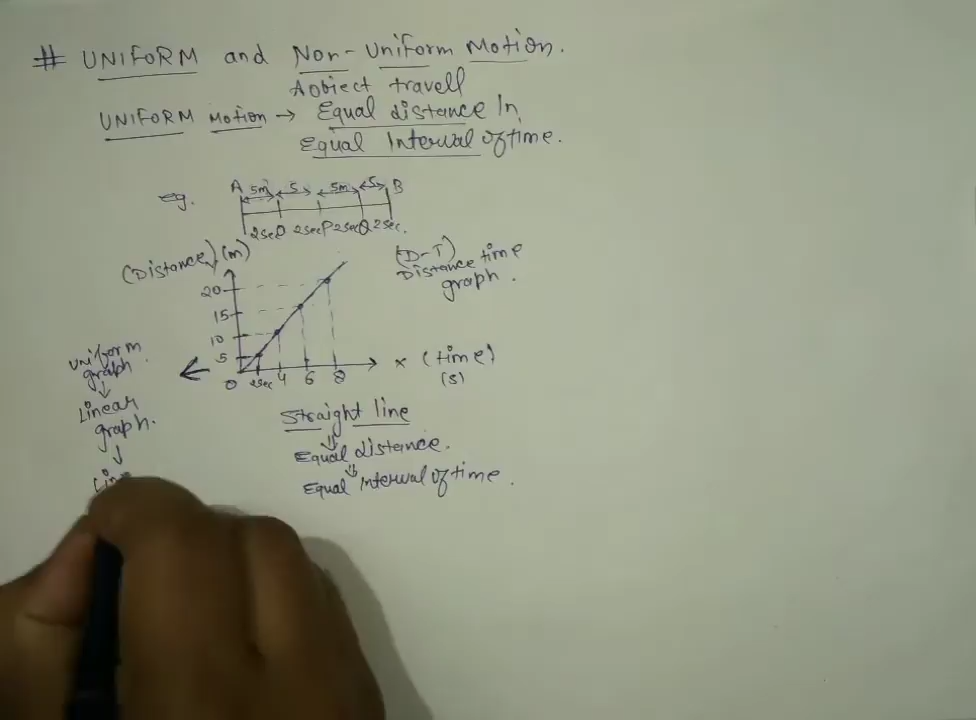 # UNIFORM and Non-Uniform Motion.
A obiect travell
UNIFORM MOTION → Equal distance In
Equal Interval of time.
eg.
A 5m 5 5m 5 B
2sec O 2sec P 2sec Q 2sec.
(Distance) (m)
(D-T)
Distance time
graph.
20
15
10
5
0 2sec 4 6 8
x (time)
(s)
Uniform
graph.
↓
Linear
graph.
↓
Line
Straight line
⇓
Equal distance.
⇓
Equal Interval of time.